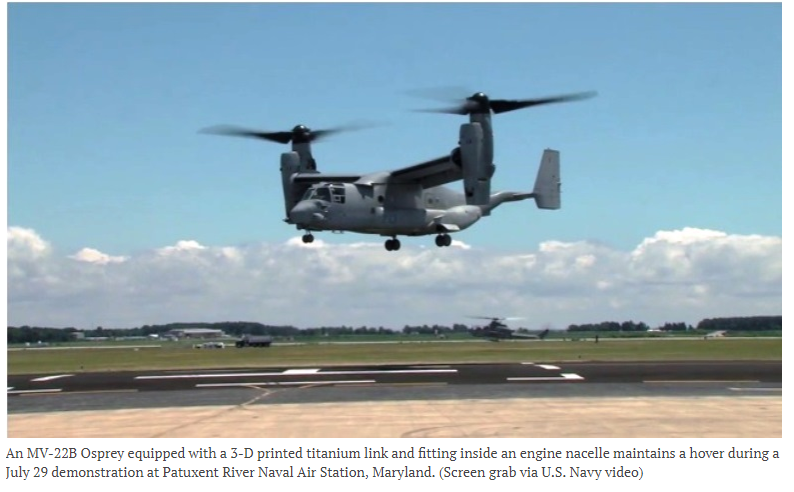 An MV-22B Osprey equipped with a 3-D printed titanium link and fitting inside an engine nacelle maintains a hover during a
July 29 demonstration at Patuxent River Naval Air Station, Maryland. (Screen grab via U.S. Navy video)